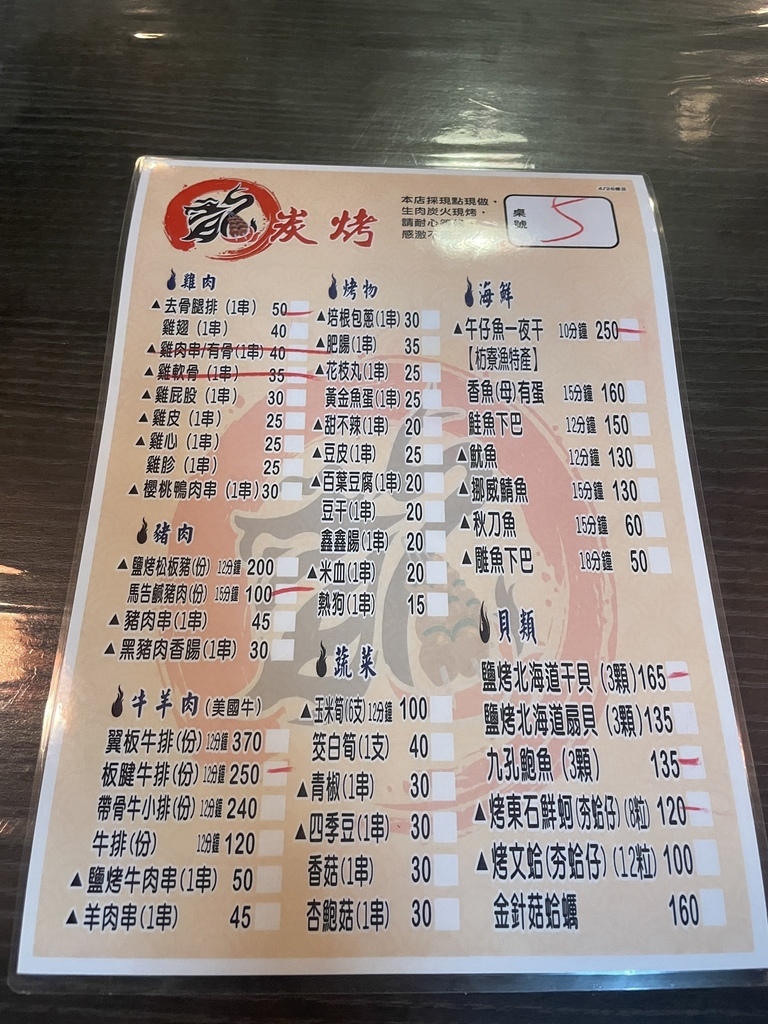 龍炭烤
本店採現點現做，
生肉炭火現烤，
請耐心
感激不
桌號 5
雞肉
▲去骨腿排(1串) 50
雞翅(1串) 40
▲雞肉串/有骨(1串) 40
▲雞軟骨(1串) 35
▲雞屁股(1串) 30
▲雞皮(1串) 25
▲雞心(1串) 25
雞胗(1串) 25
▲櫻桃鴨肉串(1串) 30
豬肉
▲鹽烤松板豬(份) 12分鐘 200
馬告鹹豬肉(份) 15分鐘 100
▲豬肉串(1串) 45
▲黑豬肉香腸(1串) 30
牛羊肉(美國牛)
翼板牛排(份) 12分鐘 370
板腱牛排(份) 12分鐘 250
帶骨牛小排(份) 12分鐘 240
牛排(份) 12分鐘 120
▲鹽烤牛肉串(1串) 50
▲羊肉串(1串) 45
烤物
▲培根包蔥(1串) 30
▲肥腸(1串) 35
▲花枝丸(1串) 25
黃金魚蛋(1串) 25
▲甜不辣(1串) 20
▲豆皮(1串) 25
▲百葉豆腐(1串) 20
豆干(1串) 20
鑫鑫腸(1串) 20
▲米血(1串) 20
熱狗(1串) 15
蔬菜
▲玉米筍(6支) 12分鐘 100
筊白筍(1支) 40
▲青椒(1串) 30
▲四季豆(1串) 30
香菇(1串) 30
杏鮑菇(1串) 30
海鮮
▲午仔魚一夜干 10分鐘 250
【枋寮漁特產】
香魚(母)有蛋 15分鐘 160
鮭魚下巴 12分鐘 150
▲魷魚 12分鐘 130
▲挪威鯖魚 15分鐘 130
▲秋刀魚 15分鐘 60
▲鵰魚下巴 18分鐘 50
貝類
鹽烤北海道干貝(3顆) 165
鹽烤北海道扇貝(3顆) 135
九孔鮑魚(3顆) 135
▲烤東石鮮蚵(夯蛤仔)(8粒) 120
▲烤文蛤(夯蛤仔)(12粒) 100
金針菇蛤蠣 160